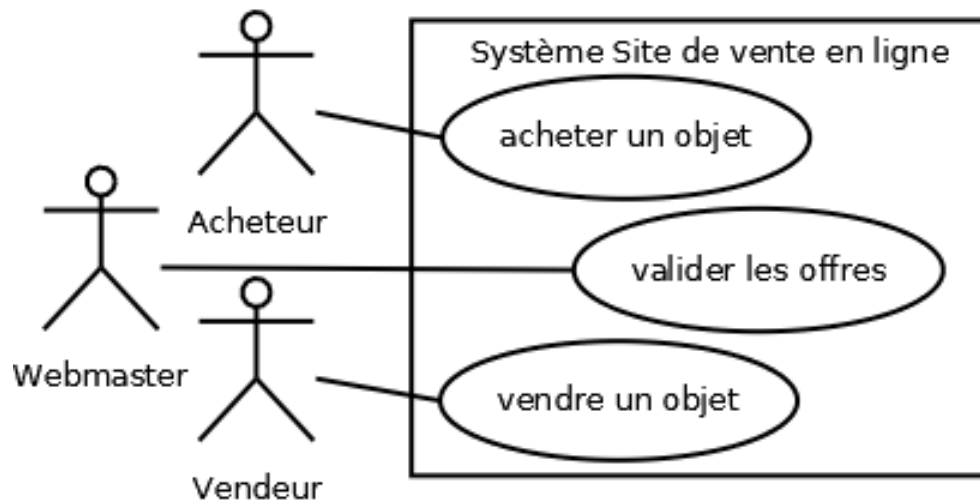 Système Site de vente en ligne
acheter un objet
Acheteur
valider les offres
Webmaster
vendre un objet
Vendeur